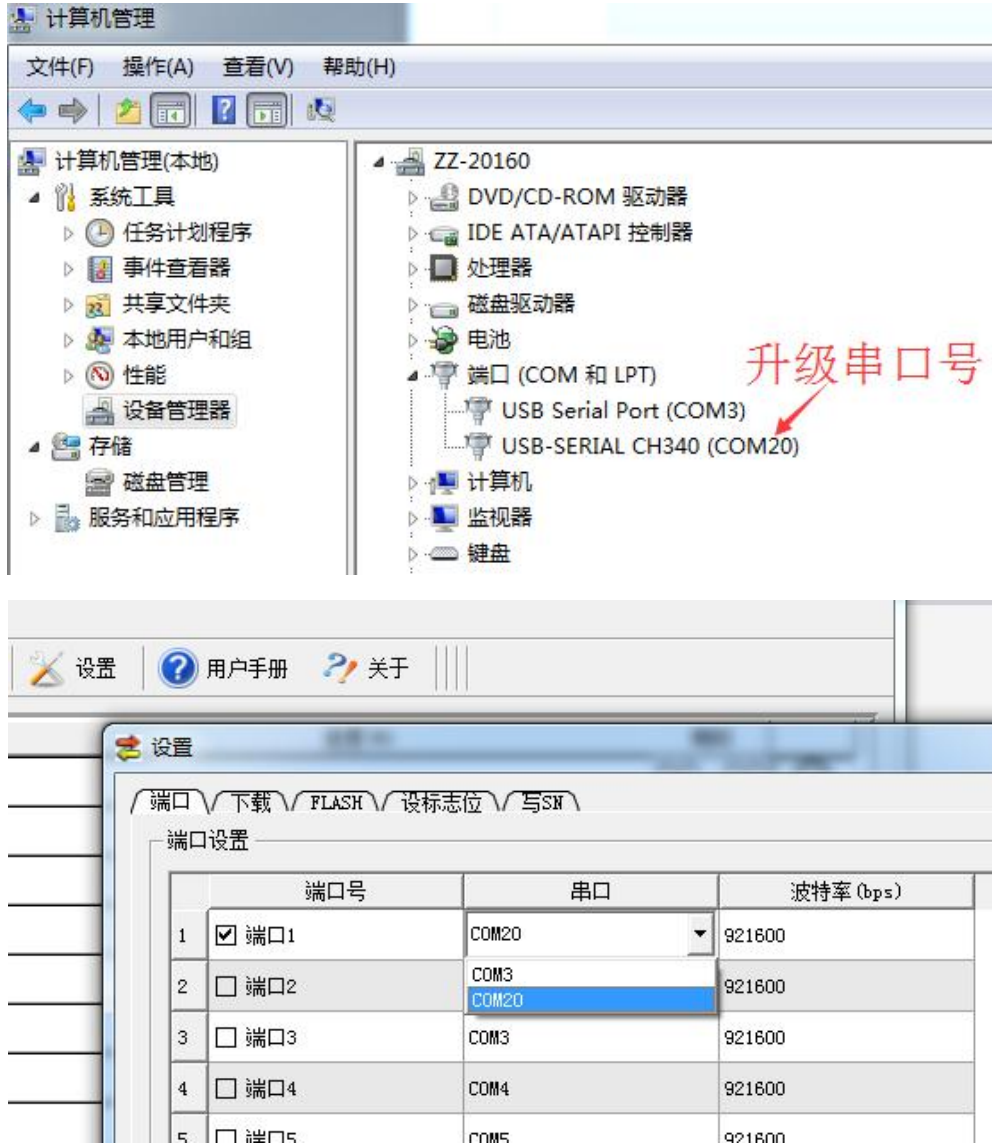 计算机管理
文件(F) 操作(A) 查看(V) 帮助(H)
计算机管理(本地)
系统工具
任务计划程序
事件查看器
共享文件夹
本地用户和组
性能
设备管理器
存储
磁盘管理
服务和应用程序
ZZ-20160
DVD/CD-ROM 驱动器
IDE ATA/ATAPI 控制器
处理器
磁盘驱动器
电池
端口 (COM 和 LPT)
升级串口号
USB Serial Port (COM3)
USB-SERIAL CH340 (COM20)
计算机
监视器
键盘
设置 用户手册 关于
设置
端口 下载 FLASH 设标志位 写SN
端口设置
端口号 串口 波特率(bps)
1 端口1 COM20 921600
COM3
COM20
2 端口2 921600
3 端口3 COM3 921600
4 端口4 COM4 921600
5 端口5 COM5 921600